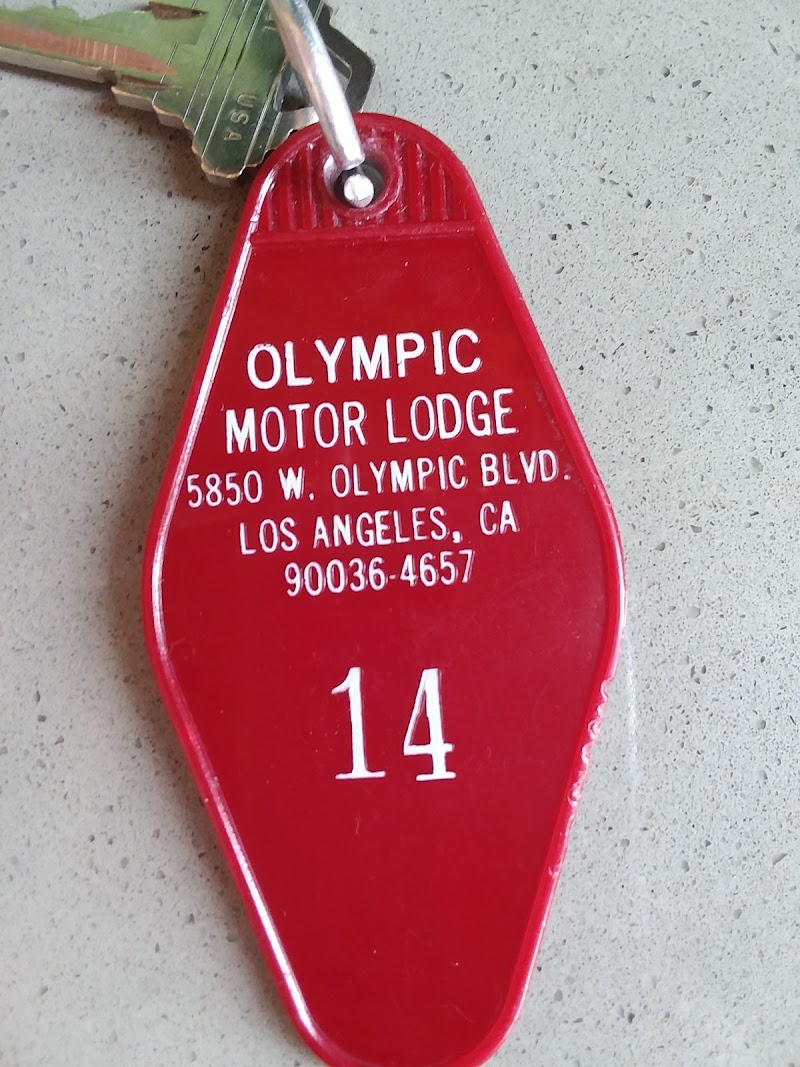 USA
OLYMPIC
MOTOR LODGE
5850 W. OLYMPIC BLVD.
LOS ANGELES, CA
90036-4657
14